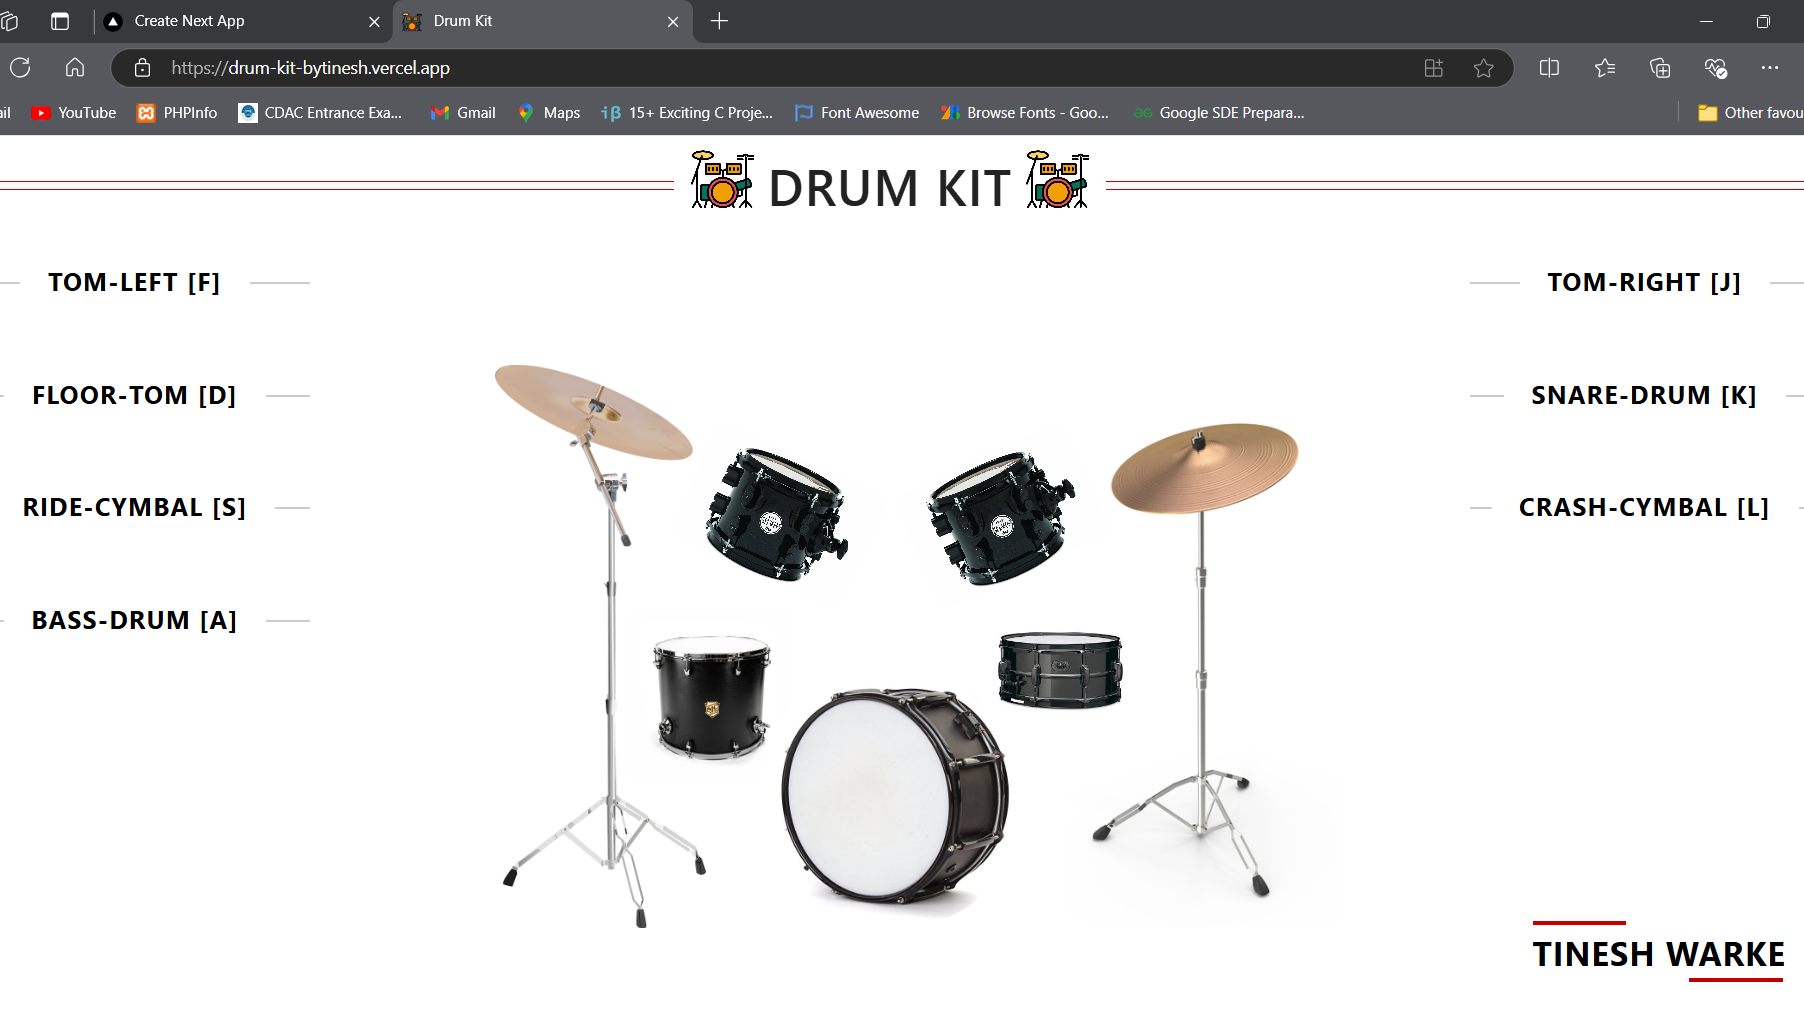 Create Next App
Drum Kit
https://drum-kit-bytinesh.vercel.app
ail
YouTube
PHPInfo
CDAC Entrance Exa...
Gmail
Maps
15+ Exciting C Proje...
Font Awesome
Browse Fonts - Goo...
Google SDE Prepara...
Other favou
DRUM KIT
TOM-LEFT [F]
TOM-RIGHT [J]
FLOOR-TOM [D]
SNARE-DRUM [K]
RIDE-CYMBAL [S]
CRASH-CYMBAL [L]
BASS-DRUM [A]
TINESH WARKE